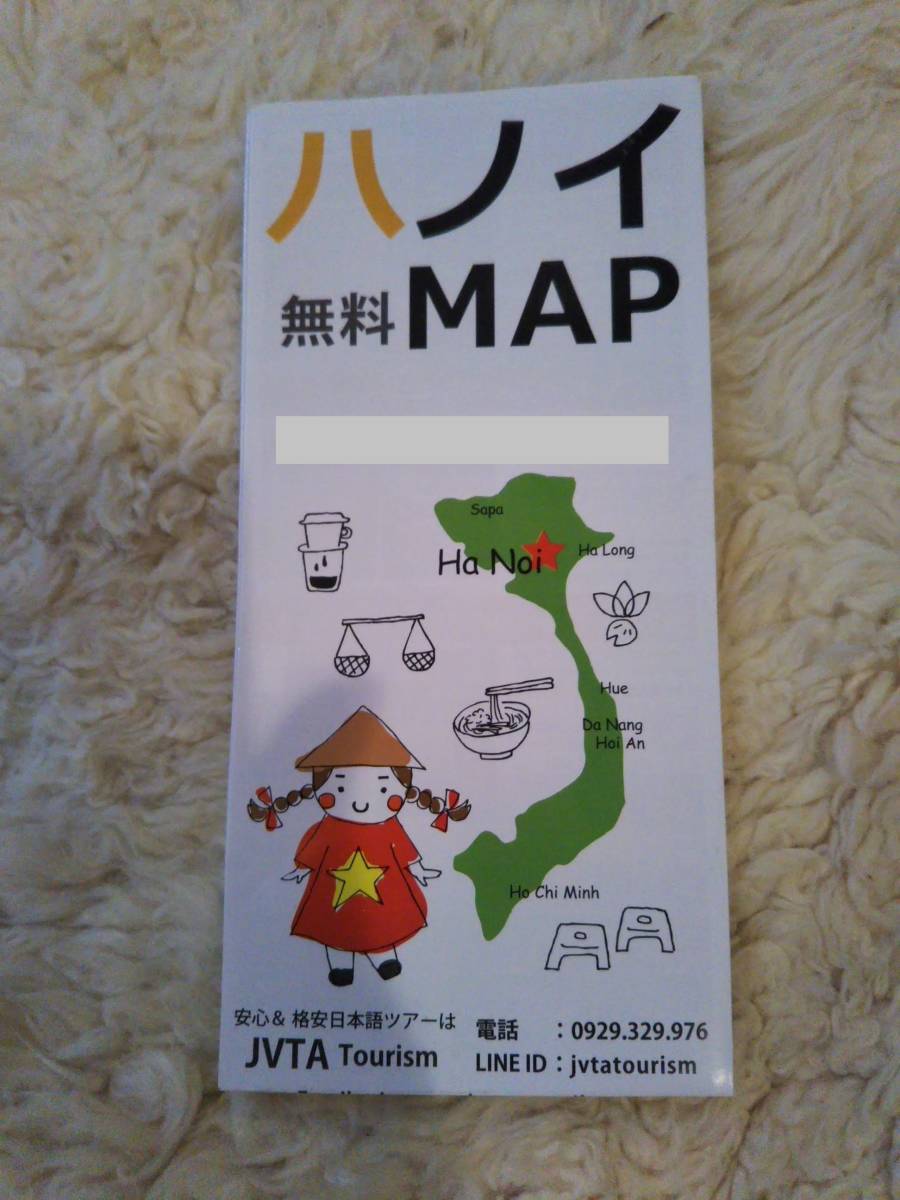 ハノイ
無料MAP
Sapa
Ha Noi
Ha Long
Hue
Da Nang
Hoi An
Ho Chi Minh
安心& 格安日本語ツアーは
JVTA Tourism
電話 : 0929.329.976
LINE ID : jvtatourism